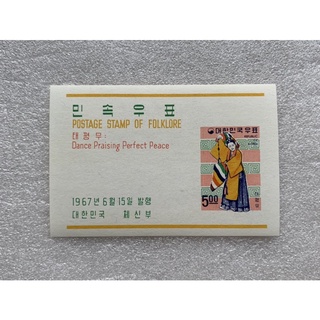 민속우표
POSTAGE STAMP OF FOLKLORE
태평무:
Dance Praising Perfect Peace
1967년 6월 15일 발행
대한민국 체신부
대한민국우표
5.00